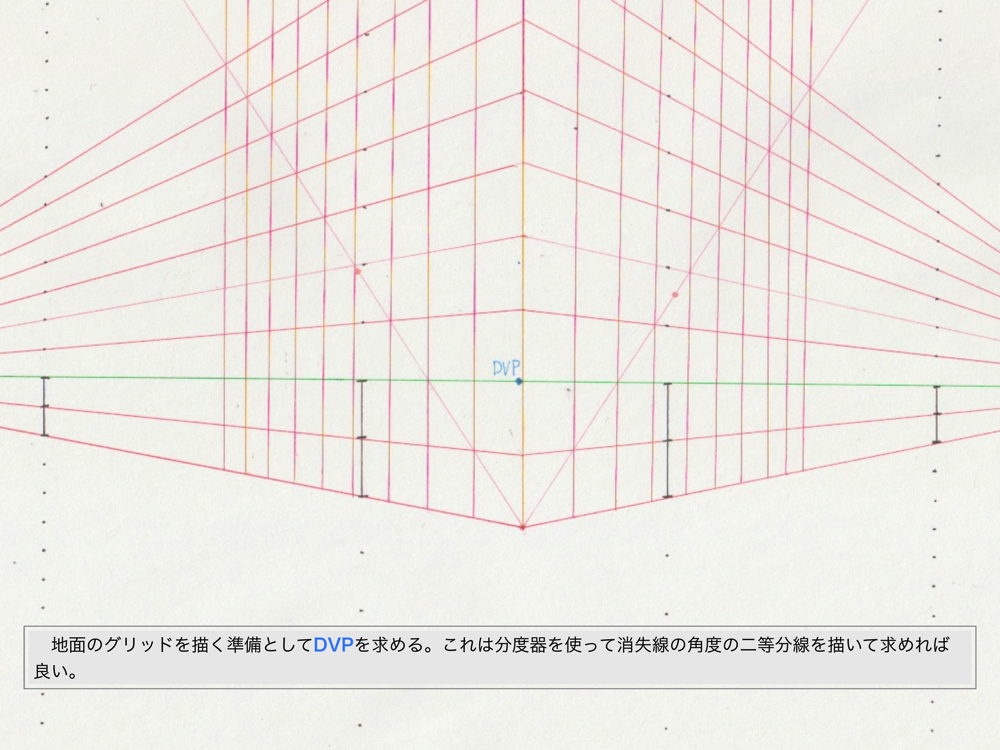 DVP
地面のグリッドを描く準備としてDVPを求める。これは分度器を使って消失線の角度の二等分線を描いて求めれば
良い。